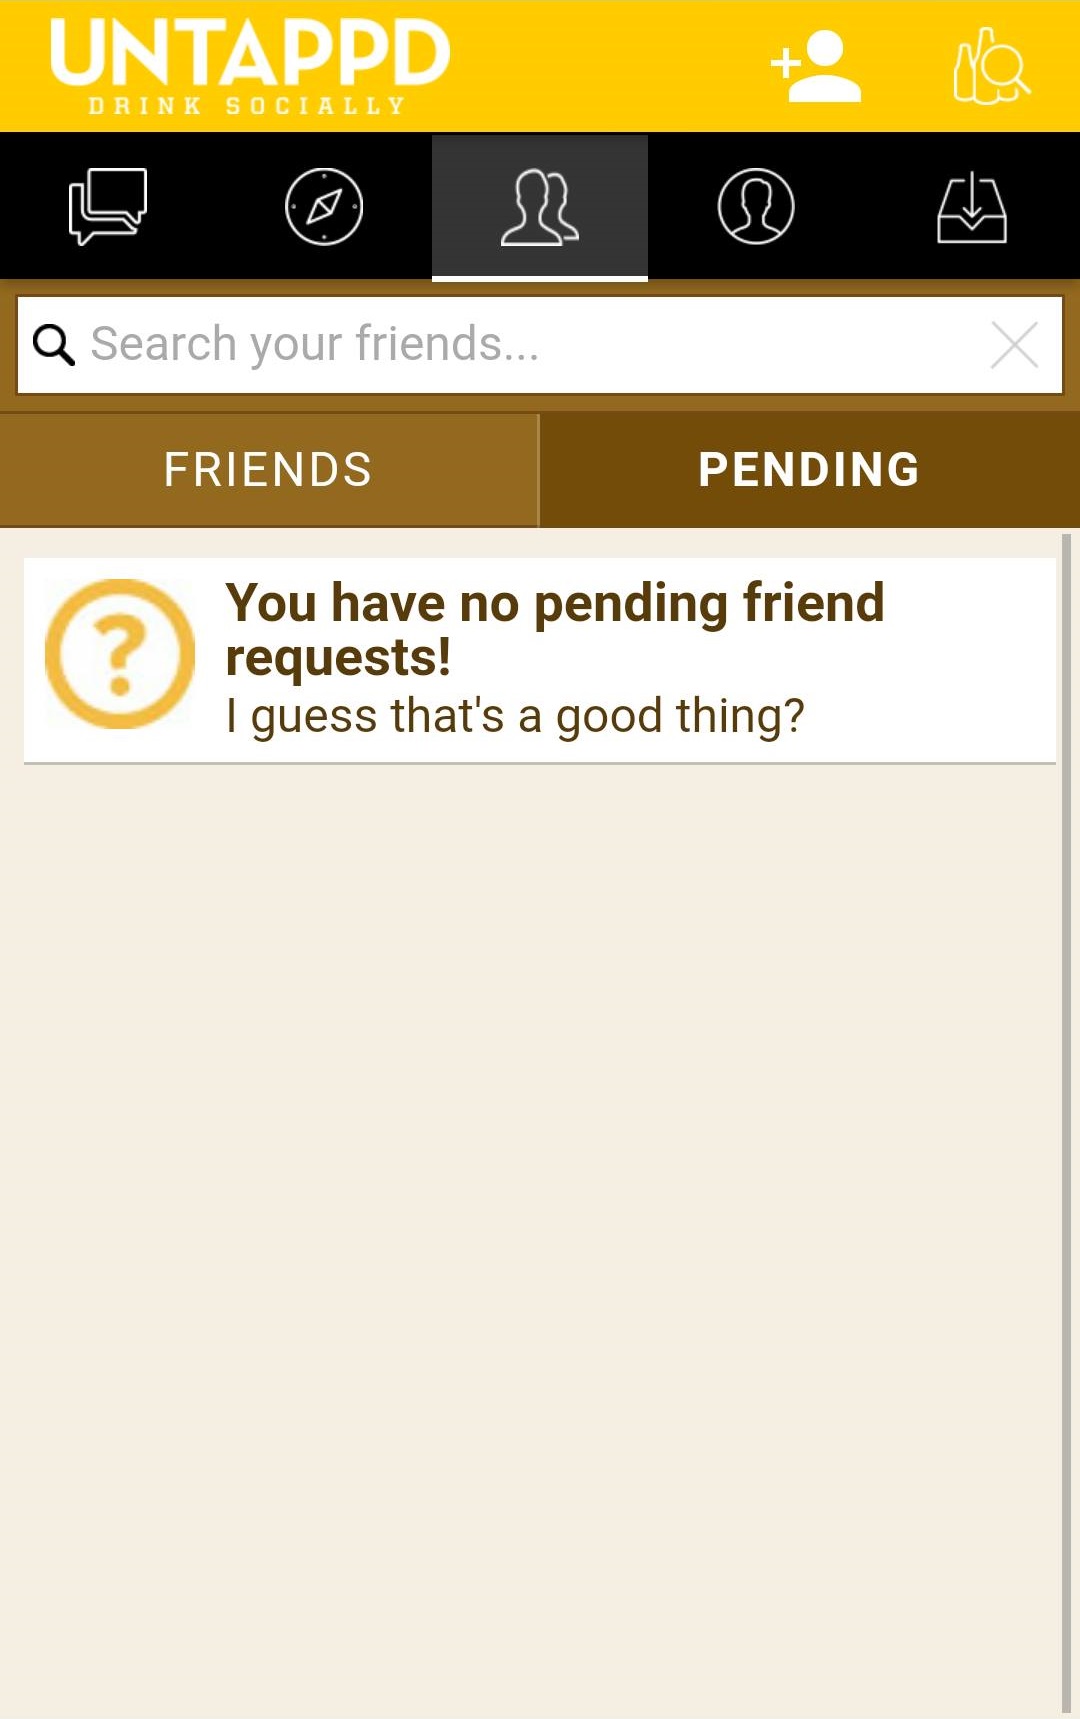 UNTAPPD
DRINK SOCIALLY
Search your friends...
FRIENDS
PENDING
You have no pending friend
requests!
I guess that's a good thing?